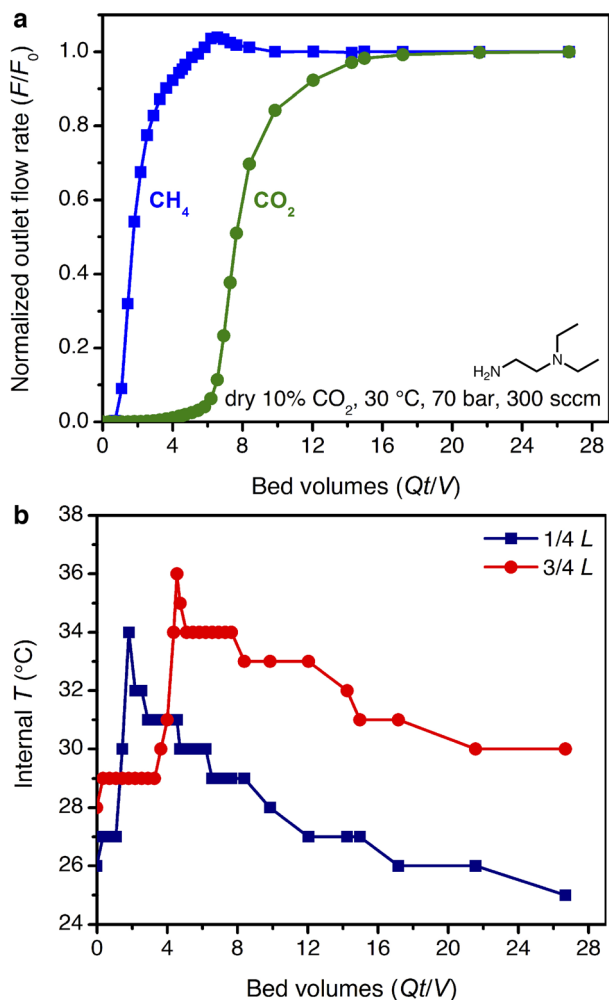 a
Normalized outlet flow rate (F/F₀)
1.0
0.8
0.6
0.4
0.2
0.0
CH₄
CO₂
H₂N
N
dry 10% CO₂, 30 °C, 70 bar, 300 sccm
0 4 8 12 16 20 24 28
Bed volumes (Qt/V)
b
Internal T (°C)
38
36
34
32
30
28
26
24
1/4 L
3/4 L
0 4 8 12 16 20 24 28
Bed volumes (Qt/V)